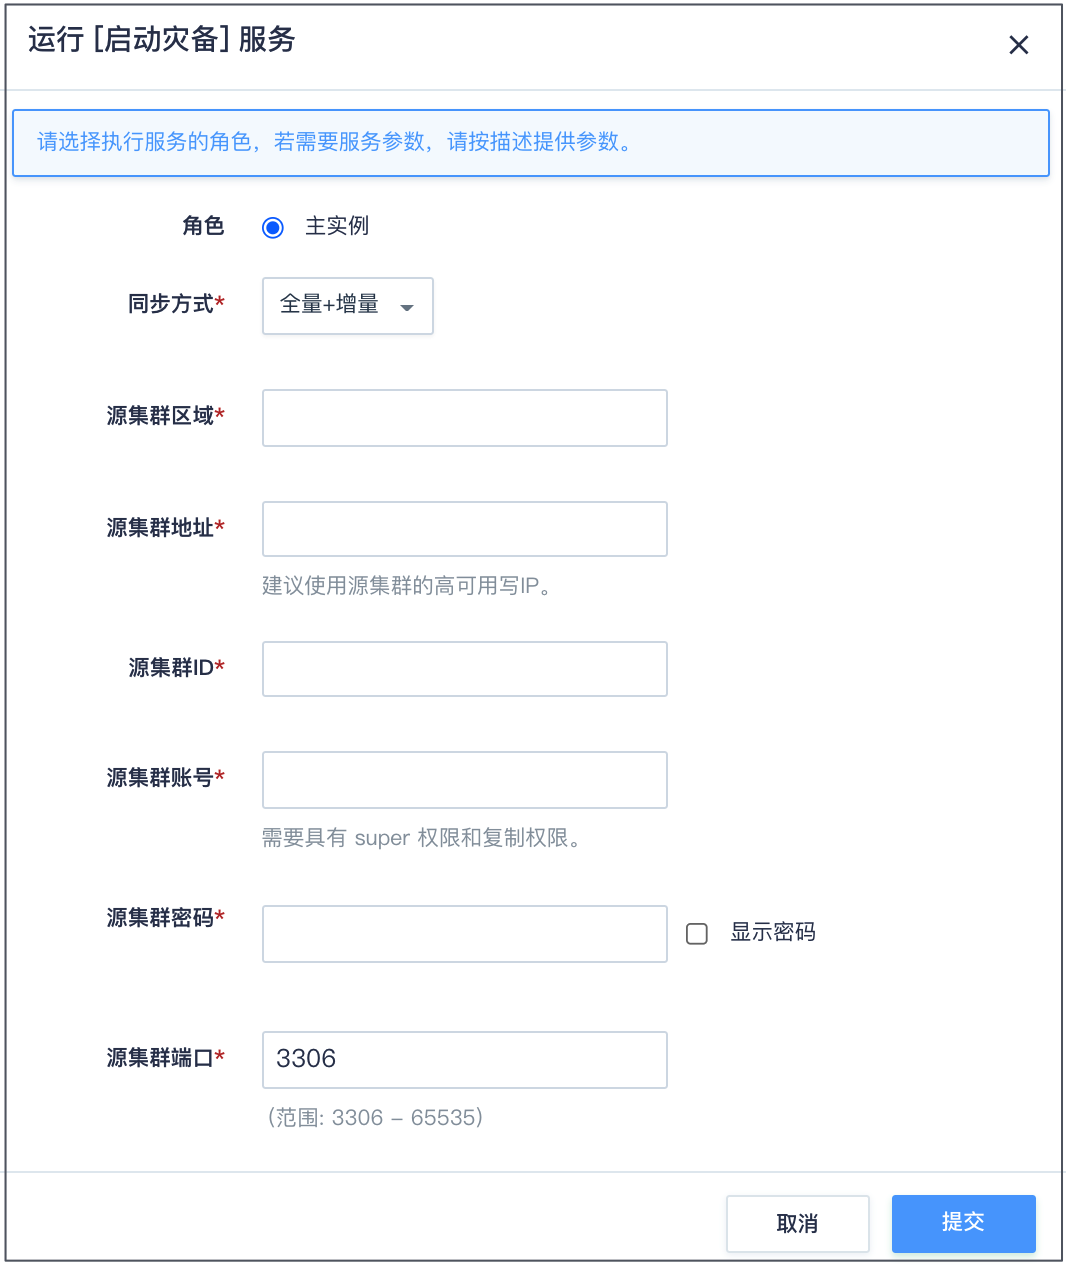 运行 [启动灾备] 服务
请选择执行服务的角色，若需要服务参数，请按描述提供参数。
角色 主实例
同步方式* 全量+增量
源集群区域*
源集群地址*
建议使用源集群的高可用写IP。
源集群ID*
源集群账号*
需要具有 super 权限和复制权限。
源集群密码* 显示密码
源集群端口* 3306
（范围: 3306 – 65535）
取消 提交